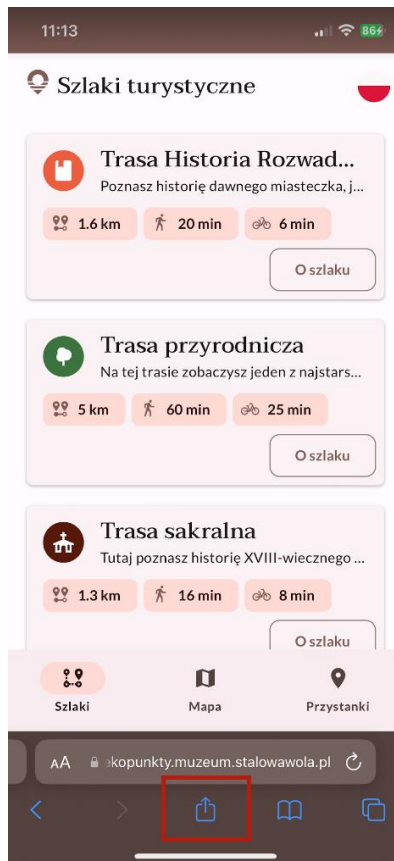 11:13
86
Szlaki turystyczne
Trasa Historia Rozwad...
Poznasz historię dawnego miasteczka, j...
1.6 km 20 min 6 min
O szlaku
Trasa przyrodnicza
Na tej trasie zobaczysz jeden z najstars...
5 km 60 min 25 min
O szlaku
Trasa sakralna
Tutaj poznasz historię XVIII-wiecznego ...
1.3 km 16 min 8 min
O szlaku
Szlaki Mapa Przystanki
AA ekopunkty.muzeum.stalowawola.pl